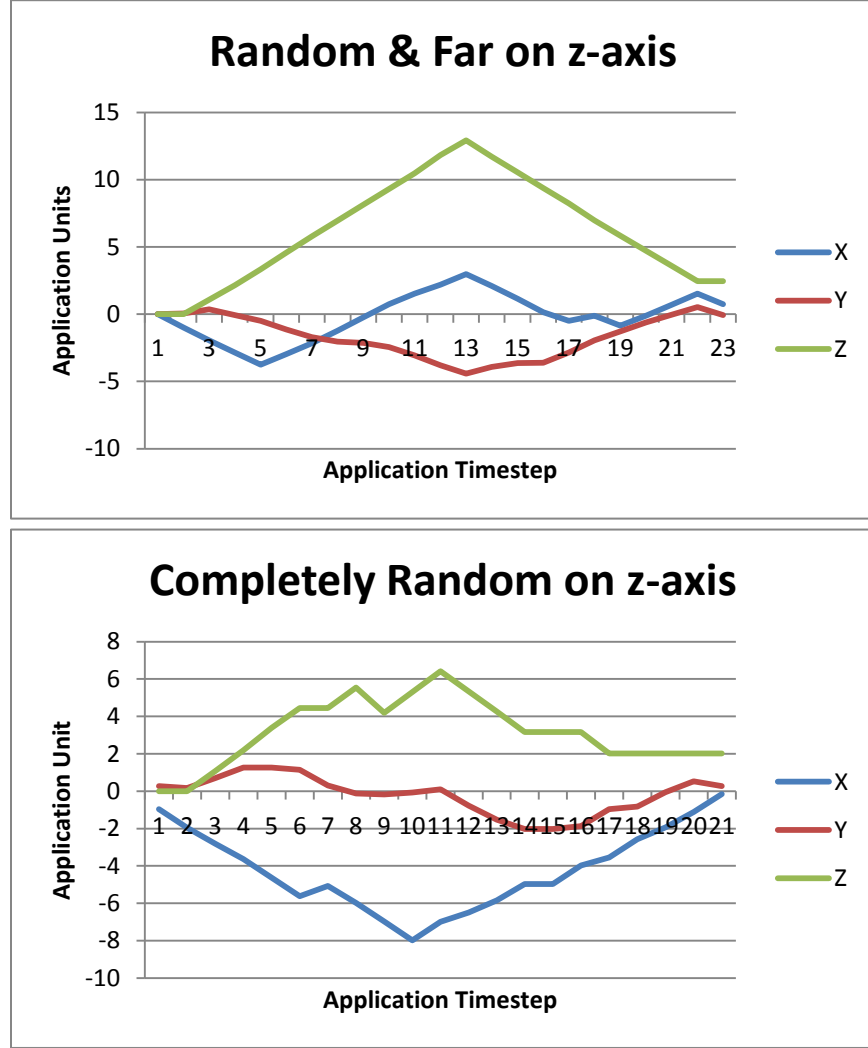 Random & Far on z-axis
15
10
5
0
-5
-10
Application Units
1 3 5 7 9 11 13 15 17 19 21 23
Application Timestep
X
Y
Z
Completely Random on z-axis
8
6
4
2
0
-2
-4
-6
-8
-10
Application Unit
1 2 3 4 5 6 7 8 9 10 11 12 13 14 15 16 17 18 19 20 21
Application Timestep
X
Y
Z